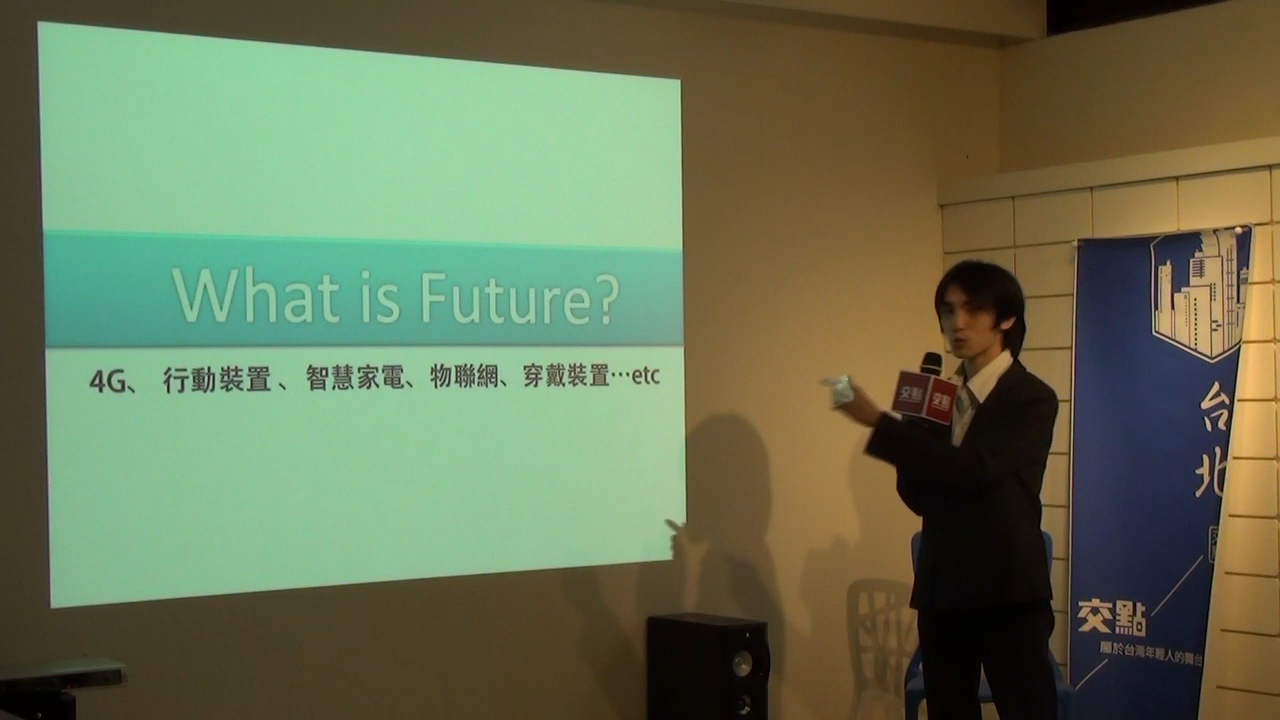 What is Future?
4G、 行動裝置、智慧家電、物聯網、穿戴裝置…etc
交點
交點
台北
交點
屬於台灣年輕人的舞台